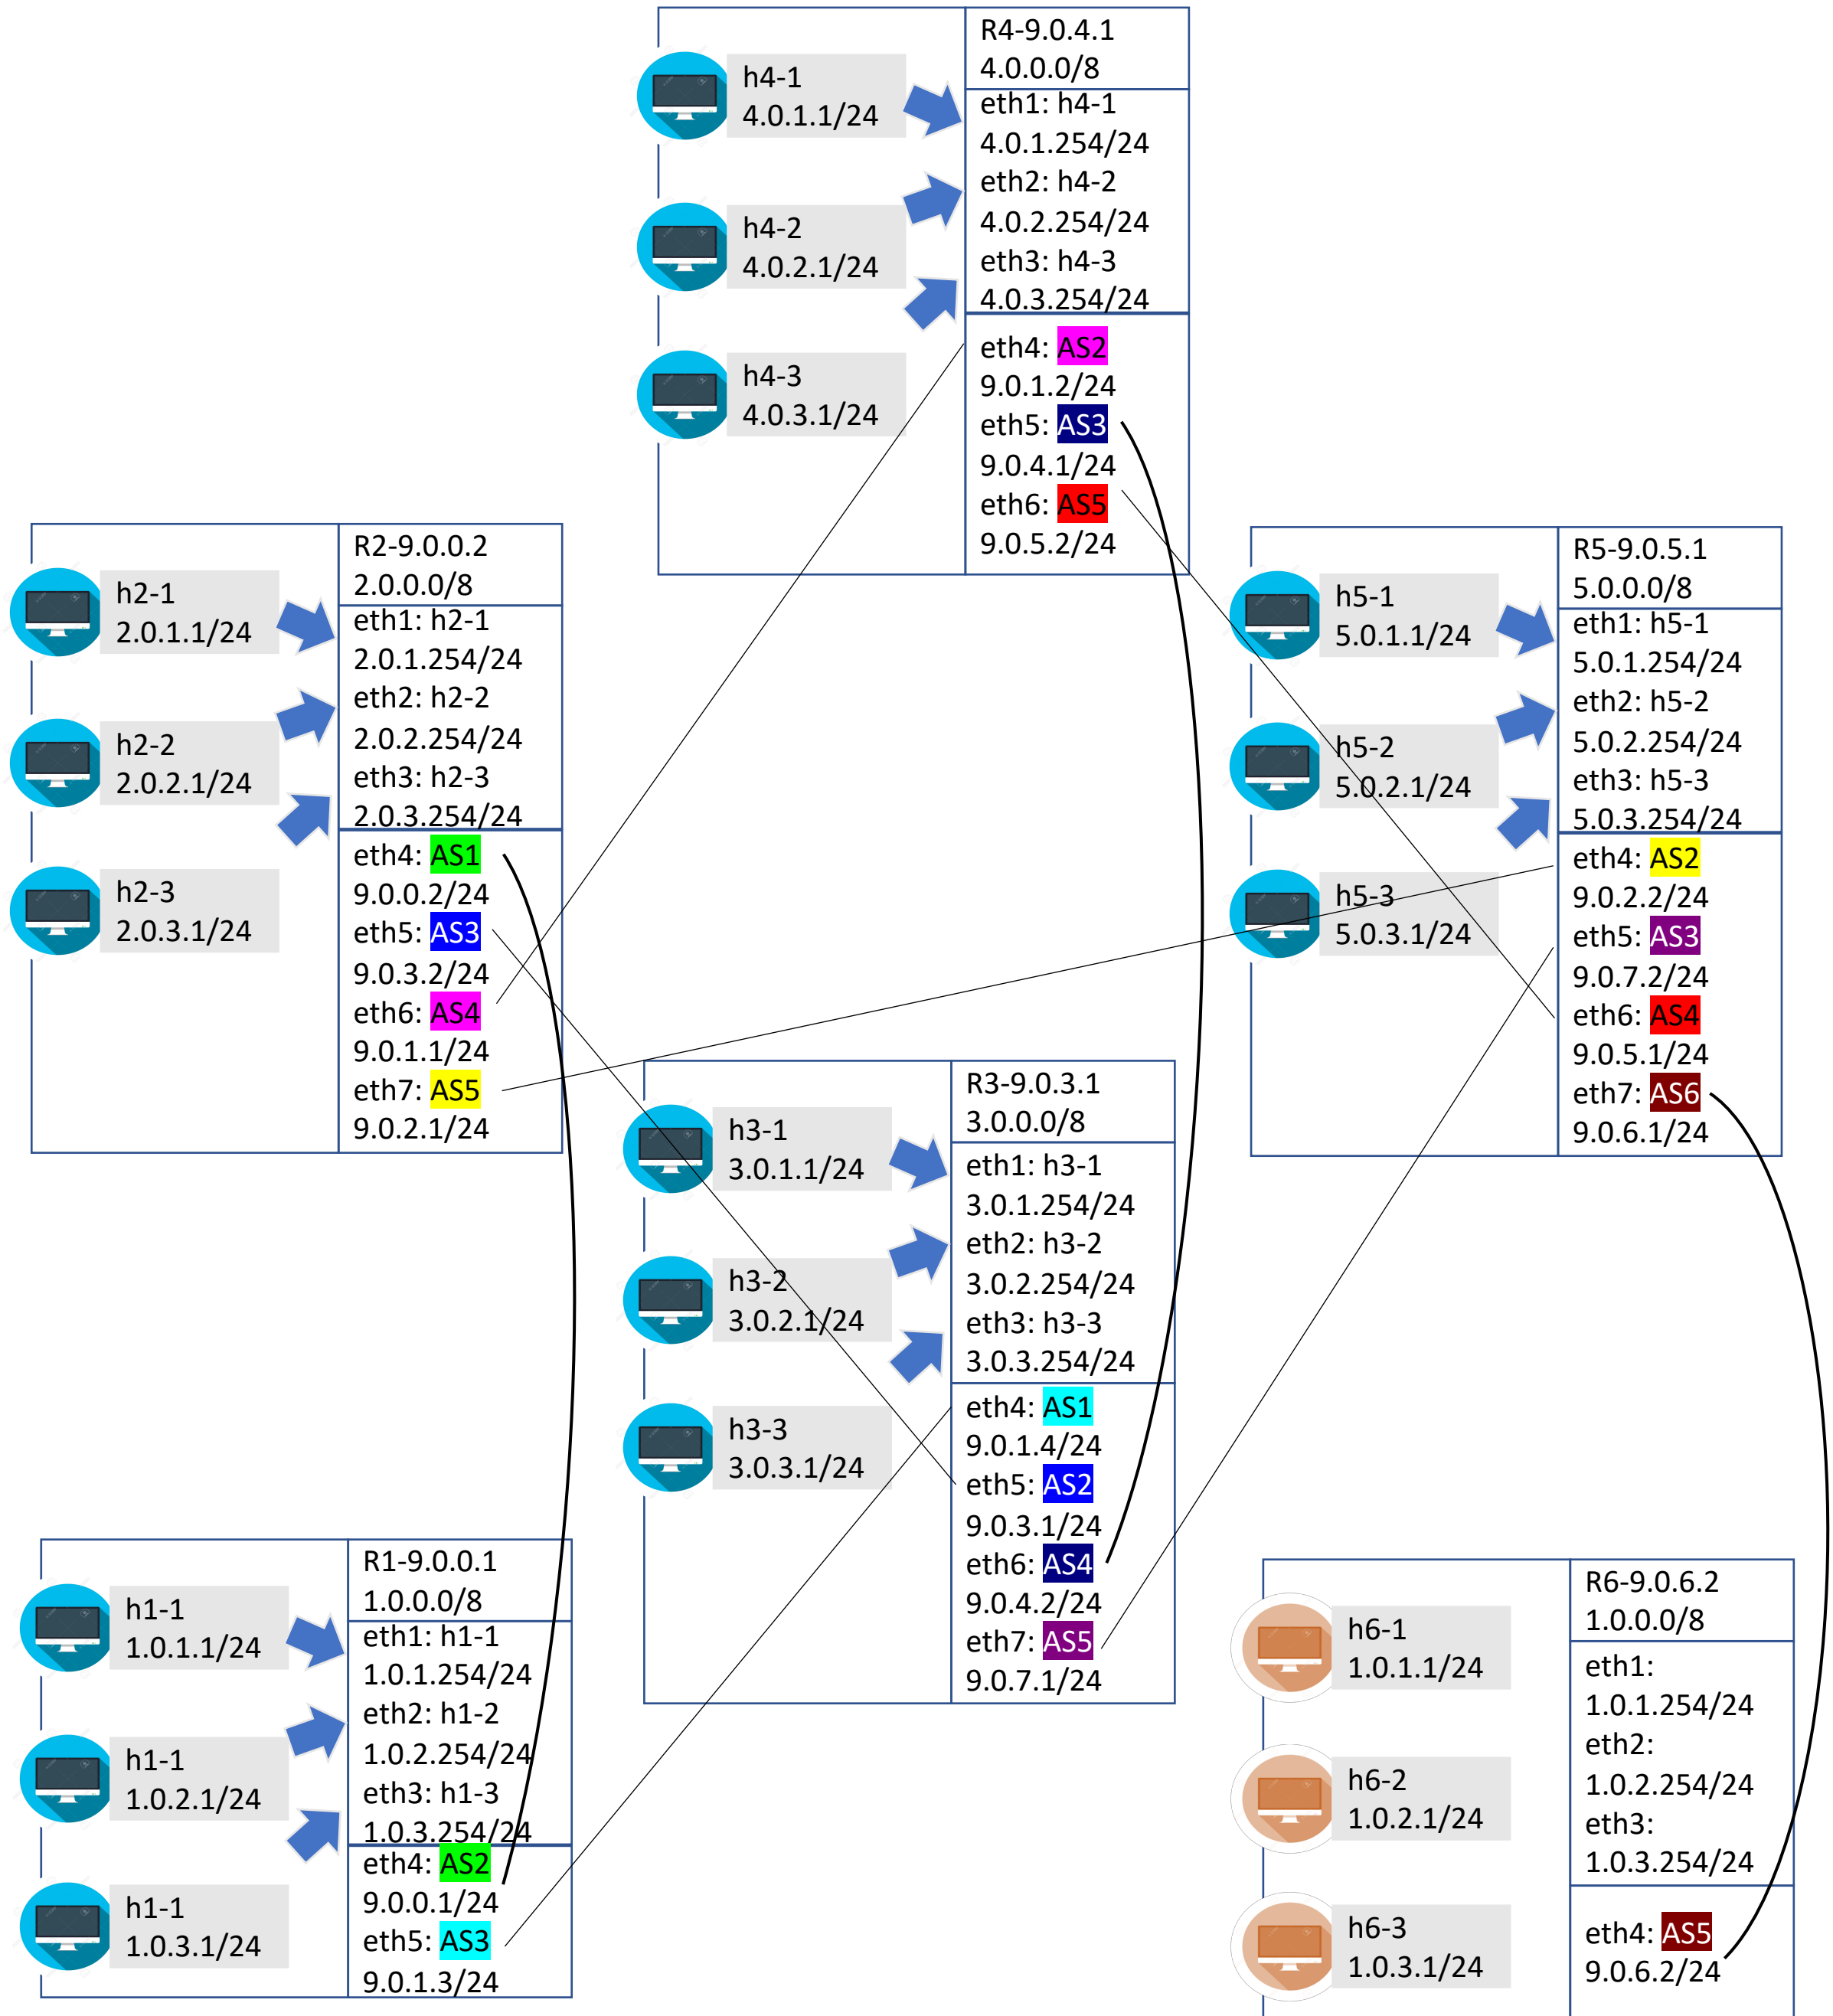 h4-1
4.0.1.1/24
h4-2
4.0.2.1/24
h4-3
4.0.3.1/24
R4-9.0.4.1
4.0.0.0/8
eth1: h4-1
4.0.1.254/24
eth2: h4-2
4.0.2.254/24
eth3: h4-3
4.0.3.254/24
eth4: AS2
9.0.1.2/24
eth5: AS3
9.0.4.1/24
eth6: AS5
9.0.5.2/24
h2-1
2.0.1.1/24
h2-2
2.0.2.1/24
h2-3
2.0.3.1/24
R2-9.0.0.2
2.0.0.0/8
eth1: h2-1
2.0.1.254/24
eth2: h2-2
2.0.2.254/24
eth3: h2-3
2.0.3.254/24
eth4: AS1
9.0.0.2/24
eth5: AS3
9.0.3.2/24
eth6: AS4
9.0.1.1/24
eth7: AS5
9.0.2.1/24
h5-1
5.0.1.1/24
h5-2
5.0.2.1/24
h5-3
5.0.3.1/24
R5-9.0.5.1
5.0.0.0/8
eth1: h5-1
5.0.1.254/24
eth2: h5-2
5.0.2.254/24
eth3: h5-3
5.0.3.254/24
eth4: AS2
9.0.2.2/24
eth5: AS3
9.0.7.2/24
eth6: AS4
9.0.5.1/24
eth7: AS6
9.0.6.1/24
h3-1
3.0.1.1/24
h3-2
3.0.2.1/24
h3-3
3.0.3.1/24
R3-9.0.3.1
3.0.0.0/8
eth1: h3-1
3.0.1.254/24
eth2: h3-2
3.0.2.254/24
eth3: h3-3
3.0.3.254/24
eth4: AS1
9.0.1.4/24
eth5: AS2
9.0.3.1/24
eth6: AS4
9.0.4.2/24
eth7: AS5
9.0.7.1/24
h1-1
1.0.1.1/24
h1-1
1.0.2.1/24
h1-1
1.0.3.1/24
R1-9.0.0.1
1.0.0.0/8
eth1: h1-1
1.0.1.254/24
eth2: h1-2
1.0.2.254/24
eth3: h1-3
1.0.3.254/24
eth4: AS2
9.0.0.1/24
eth5: AS3
9.0.1.3/24
h6-1
1.0.1.1/24
h6-2
1.0.2.1/24
h6-3
1.0.3.1/24
R6-9.0.6.2
1.0.0.0/8
eth1:
1.0.1.254/24
eth2:
1.0.2.254/24
eth3:
1.0.3.254/24
eth4: AS5
9.0.6.2/24